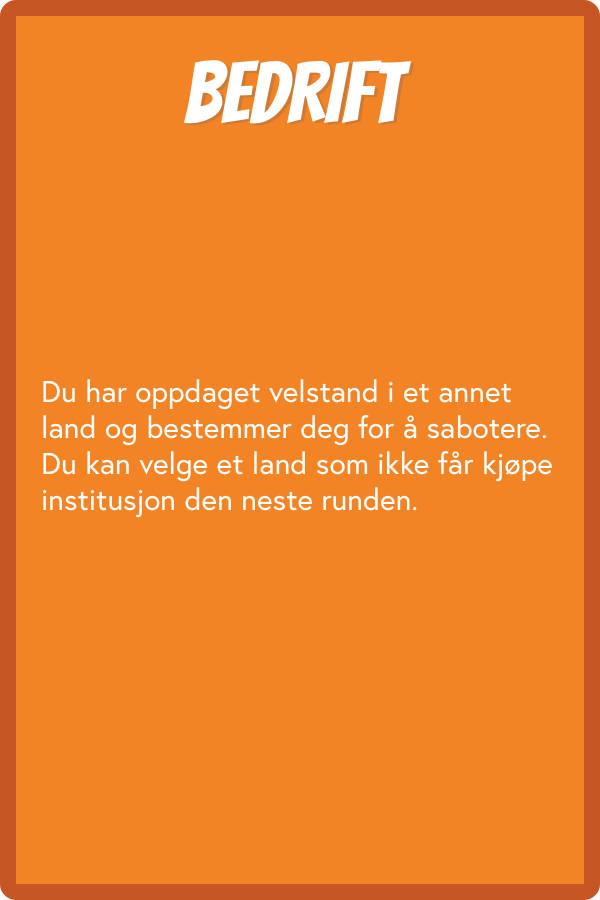 BEDRIFT
Du har oppdaget velstand i et annet
land og bestemmer deg for å sabotere.
Du kan velge et land som ikke får kjøpe
institusjon den neste runden.